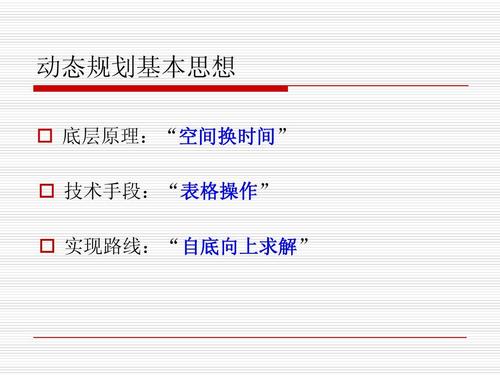 动态规划基本思想
底层原理：“空间换时间”
技术手段：“表格操作”
实现路线：“自底向上求解”